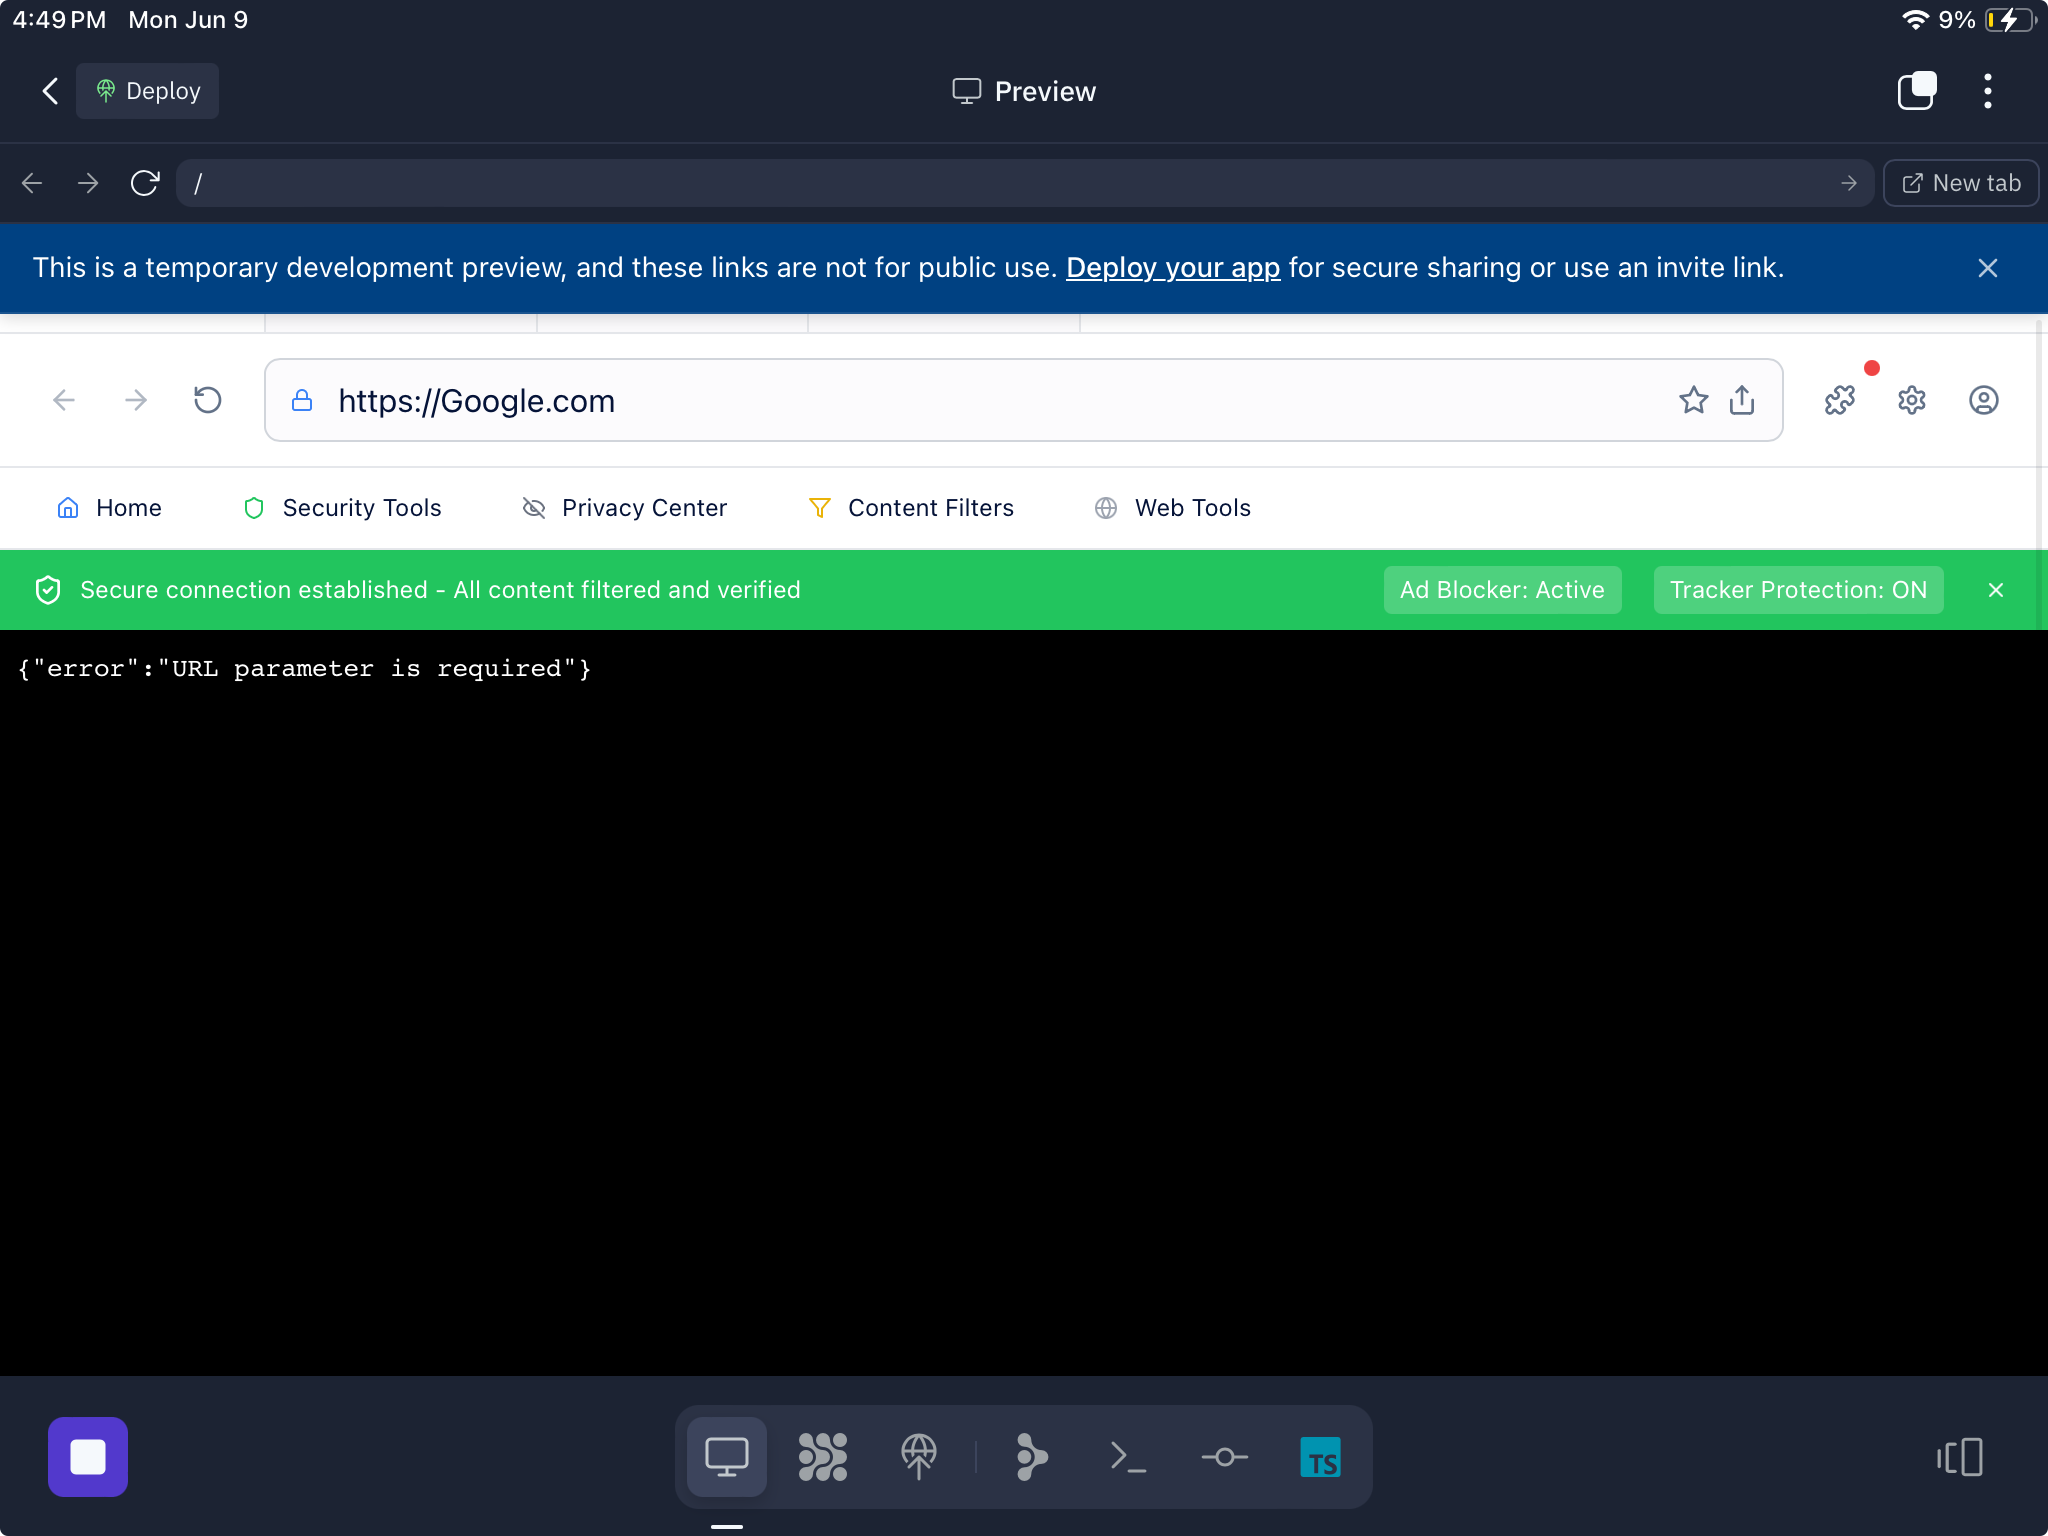 4:49 PM Mon Jun 9
9%
Deploy
Preview
/
New tab
This is a temporary development preview, and these links are not for public use. Deploy your app for secure sharing or use an invite link.
https://Google.com
Home Security Tools Privacy Center Content Filters Web Tools
Secure connection established - All content filtered and verified
Ad Blocker: Active
Tracker Protection: ON
{"error":"URL parameter is required"}
TS